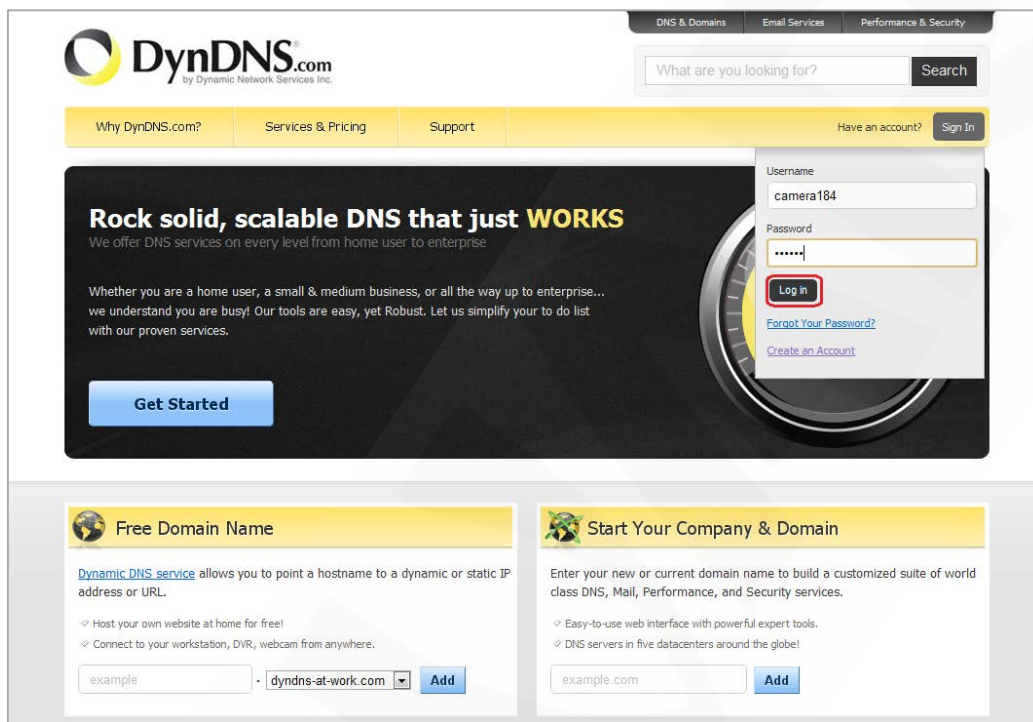 DNS & Domains Email Services Performance & Security
DynDNS.com
by Dynamic Network Services Inc.
What are you looking for? Search
Why DynDNS.com? Services & Pricing Support Have an account? Sign In
Username
camera184
Password
••••••
Log in
Forgot Your Password?
Create an Account
Rock solid, scalable DNS that just WORKS
We offer DNS services on every level from home user to enterprise
Whether you are a home user, a small & medium business, or all the way up to enterprise...
we understand you are busy! Our tools are easy, yet Robust. Let us simplify your to do list
with our proven services.
Get Started
Free Domain Name
Dynamic DNS service allows you to point a hostname to a dynamic or static IP
address or URL.
Host your own website at home for free!
Connect to your workstation, DVR, webcam from anywhere.
example . dyndns-at-work.com Add
Start Your Company & Domain
Enter your new or current domain name to build a customized suite of world
class DNS, Mail, Performance, and Security services.
Easy-to-use web interface with powerful expert tools.
DNS servers in five datacenters around the globe!
example.com Add